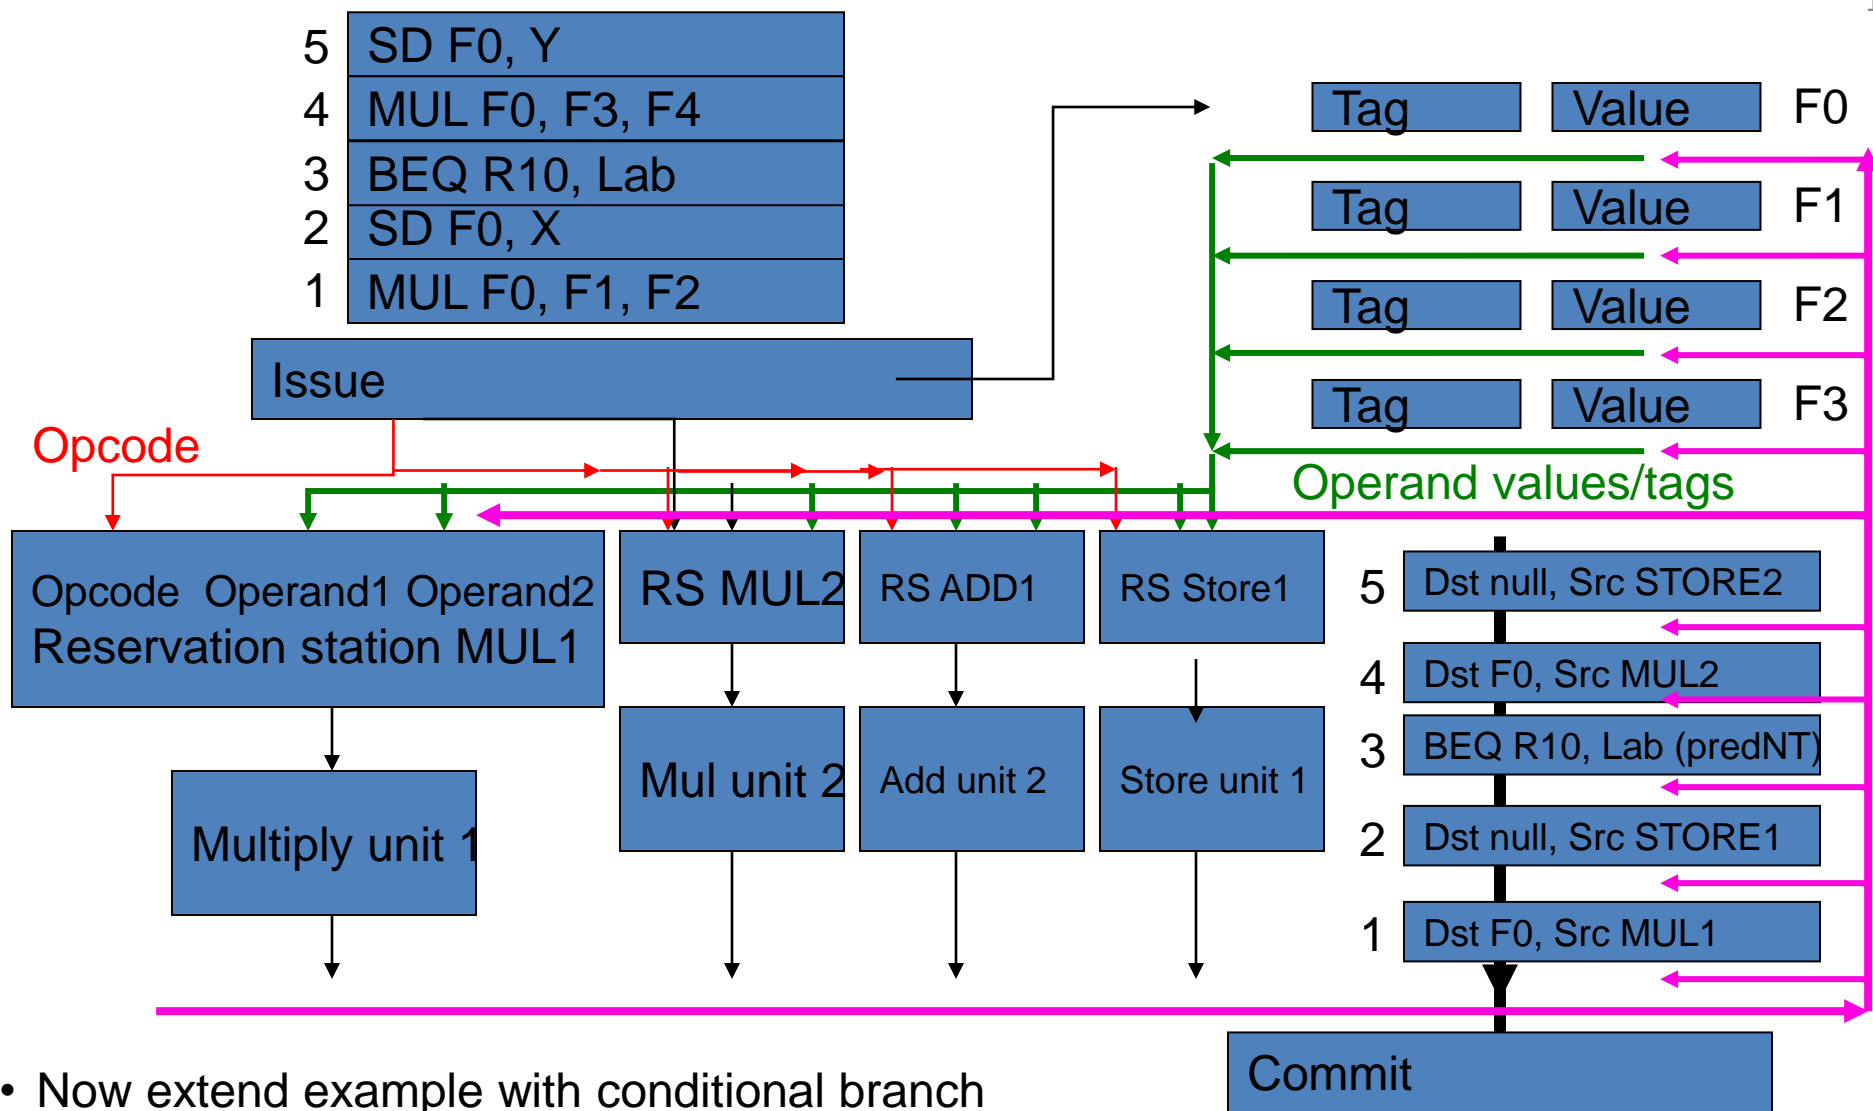 5 SD F0, Y
4 MUL F0, F3, F4
3 BEQ R10, Lab
2 SD F0, X
1 MUL F0, F1, F2
Issue
Tag Value F0
Tag Value F1
Tag Value F2
Tag Value F3
Opcode
Operand values/tags
Opcode Operand1 Operand2
Reservation station MUL1
RS MUL2
RS ADD1
RS Store1
Multiply unit 1
Mul unit 2
Add unit 2
Store unit 1
5 Dst null, Src STORE2
4 Dst F0, Src MUL2
3 BEQ R10, Lab (predNT)
2 Dst null, Src STORE1
1 Dst F0, Src MUL1
Commit
• Now extend example with conditional branch